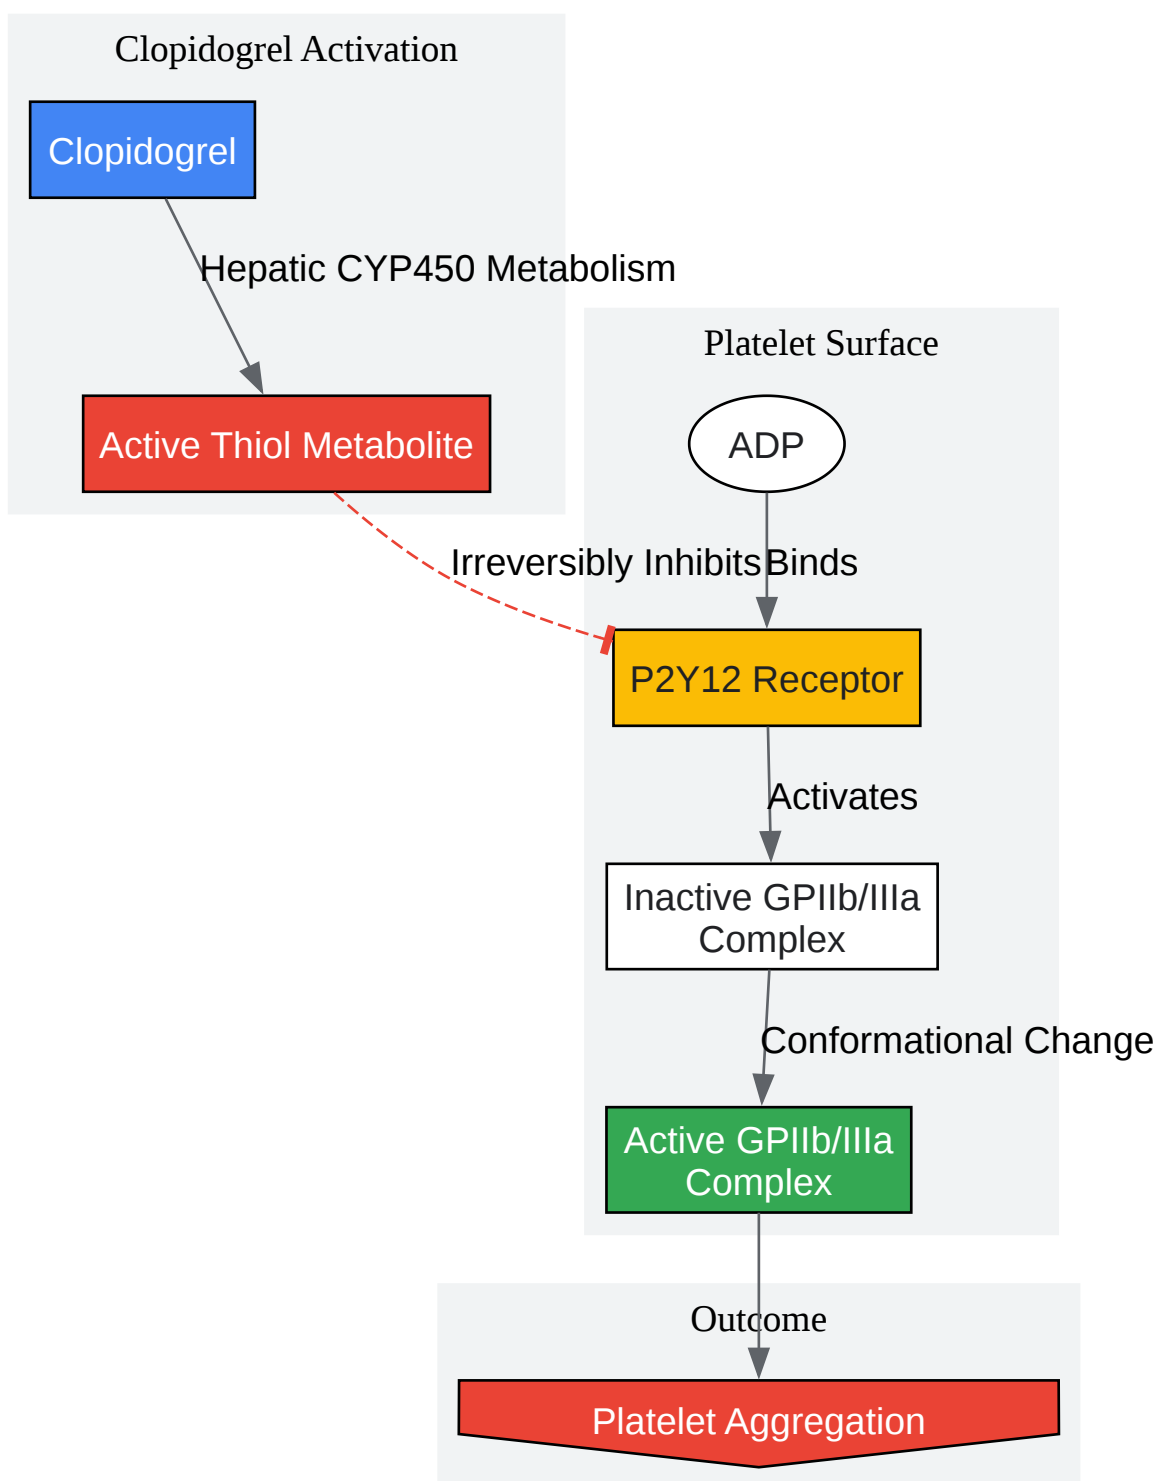 Clopidogrel Activation
Clopidogrel
Hepatic CYP450 Metabolism
Platelet Surface
Active Thiol Metabolite
ADP
Irreversibly Inhibits
Binds
P2Y12 Receptor
Activates
Inactive GPIIb/IIIa
Complex
Conformational Change
Active GPIIb/IIIa
Complex
Outcome
Platelet Aggregation